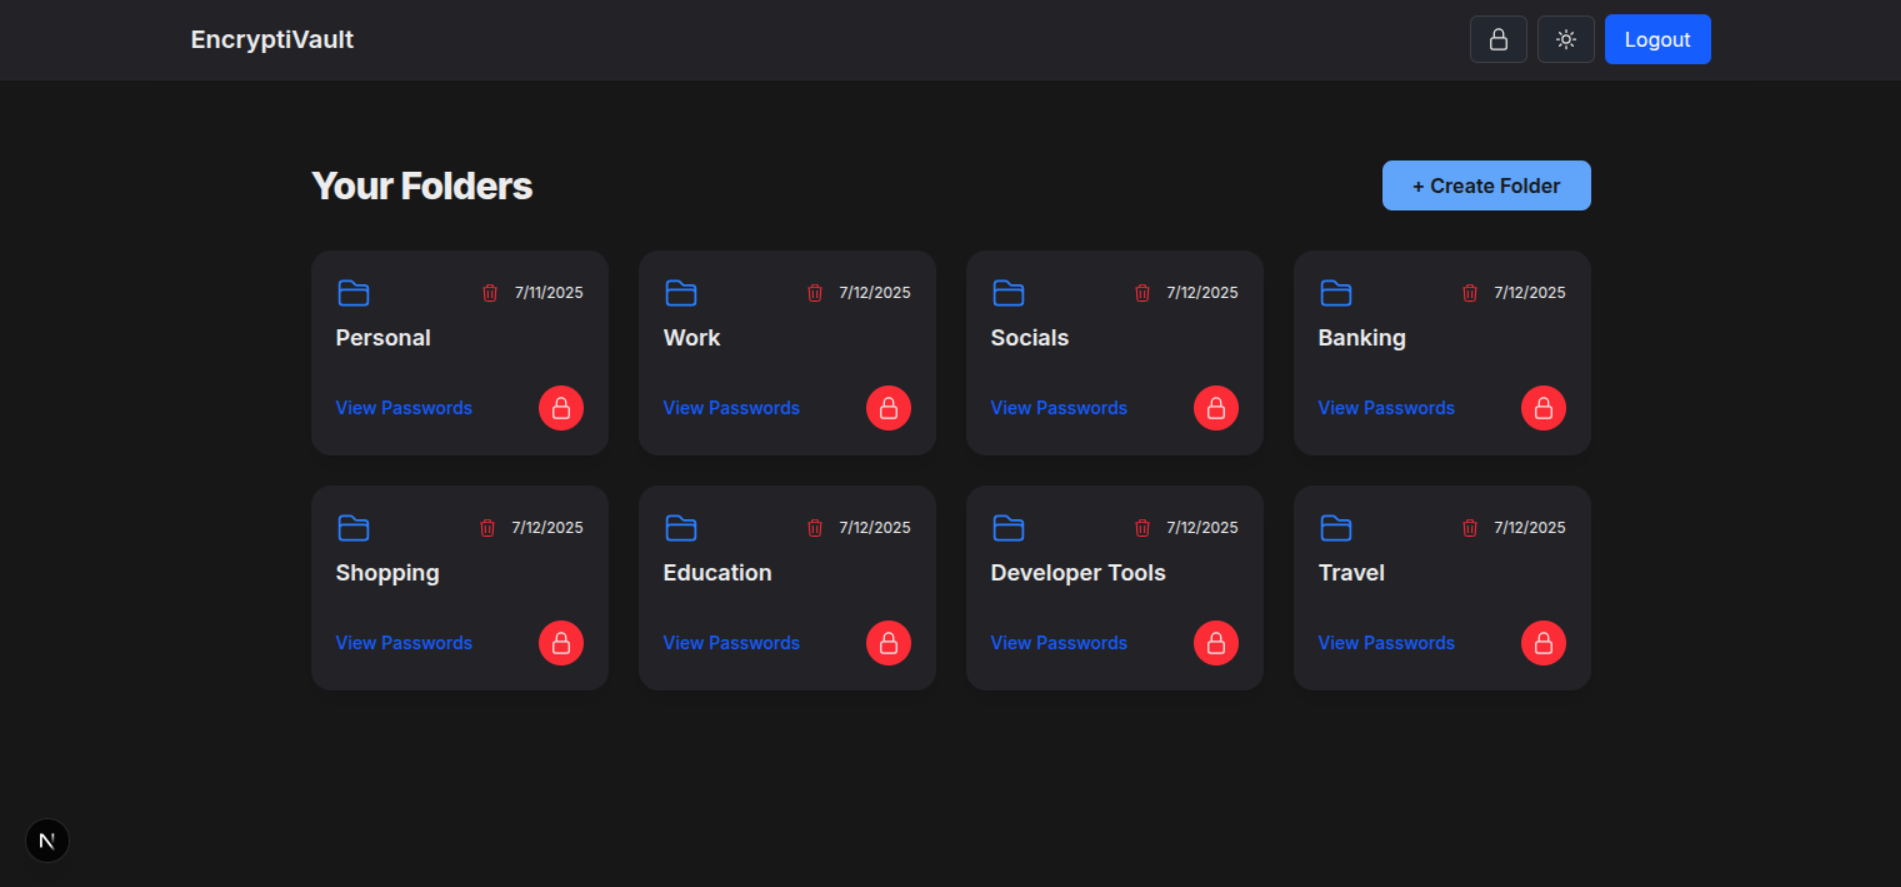 EncryptiVault
Logout
Your Folders
+ Create Folder
7/11/2025
Personal
View Passwords
7/12/2025
Work
View Passwords
7/12/2025
Socials
View Passwords
7/12/2025
Banking
View Passwords
7/12/2025
Shopping
View Passwords
7/12/2025
Education
View Passwords
7/12/2025
Developer Tools
View Passwords
7/12/2025
Travel
View Passwords
N